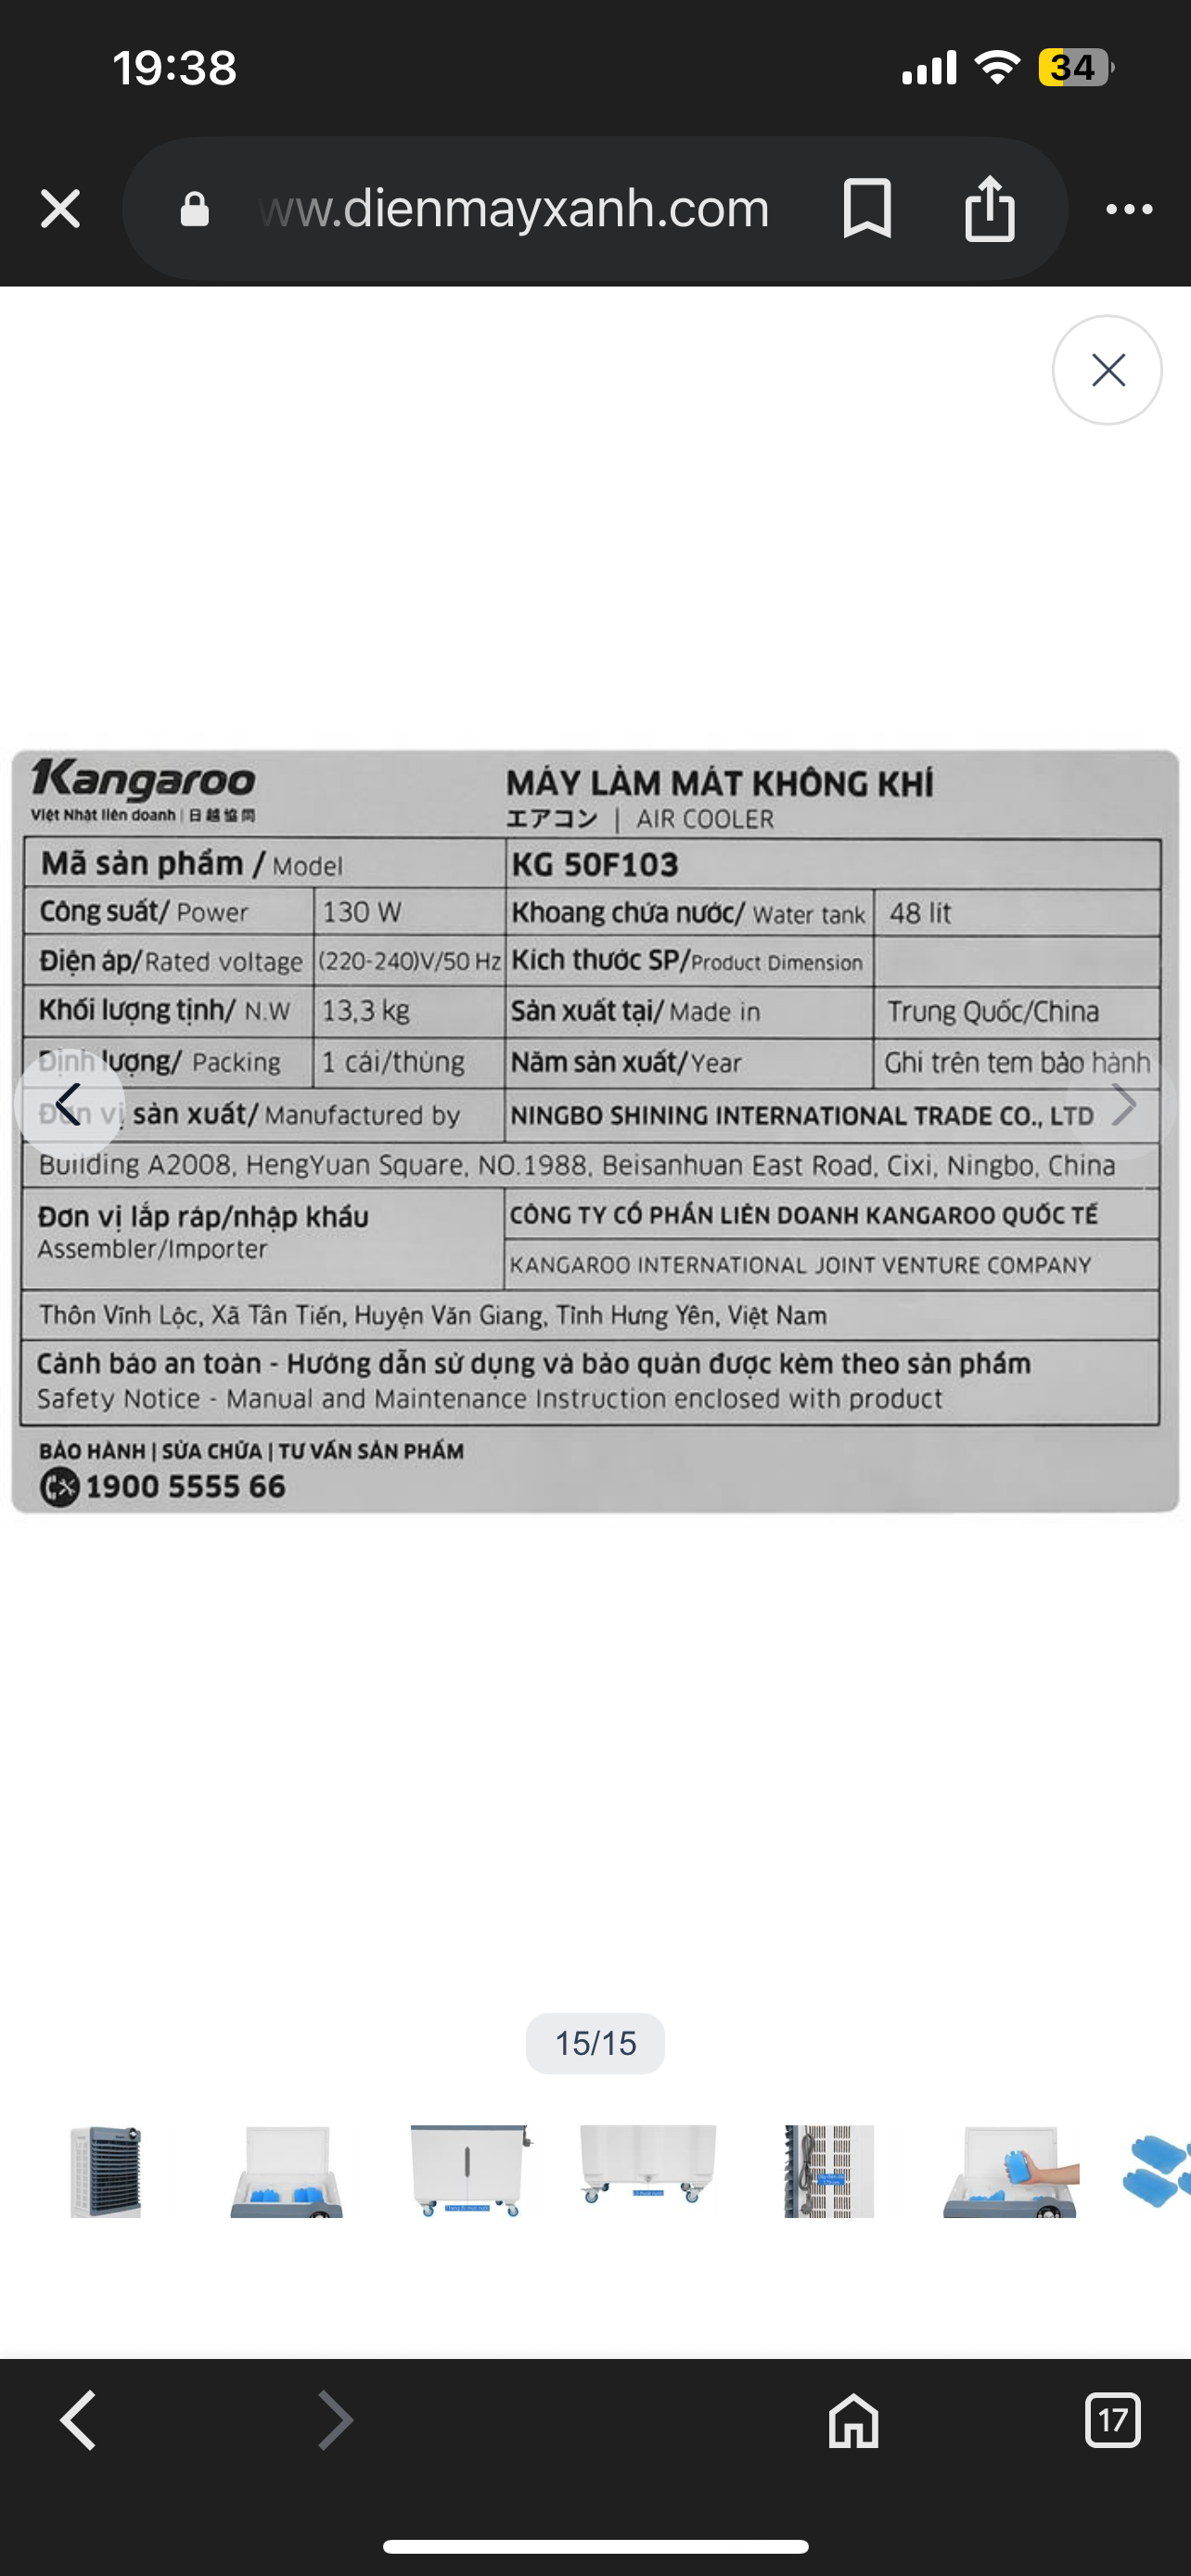 19:38
34
ww.dienmayxanh.com
Kangaroo
Việt Nhật liên doanh | 日越協同
MÁY LÀM MÁT KHÔNG KHÍ
エアコン | AIR COOLER
Mã sản phẩm / Model KG 50F103
Công suất/ Power 130 W Khoang chứa nước/ Water tank 48 lít
Điện áp/Rated voltage (220-240)V/50 Hz Kích thước SP/Product Dimension
Khối lượng tịnh/ N.W 13,3 kg Sản xuất tại/ Made in Trung Quốc/China
Định lượng/ Packing 1 cái/thùng Năm sản xuất/Year Ghi trên tem bảo hành
Đơn vị sản xuất/ Manufactured by NINGBO SHINING INTERNATIONAL TRADE CO., LTD
Building A2008, HengYuan Square, NO.1988, Beisanhuan East Road, Cixi, Ningbo, China
Đơn vị lắp ráp/nhập khẩu
Assembler/Importer
CÔNG TY CỔ PHẦN LIÊN DOANH KANGAROO QUỐC TẾ
KANGAROO INTERNATIONAL JOINT VENTURE COMPANY
Thôn Vĩnh Lộc, Xã Tân Tiến, Huyện Văn Giang, Tỉnh Hưng Yên, Việt Nam
Cảnh báo an toàn - Hướng dẫn sử dụng và bảo quản được kèm theo sản phẩm
Safety Notice - Manual and Maintenance Instruction enclosed with product
BẢO HÀNH | SỬA CHỮA | TƯ VẤN SẢN PHẨM
1900 5555 66
15/15
17